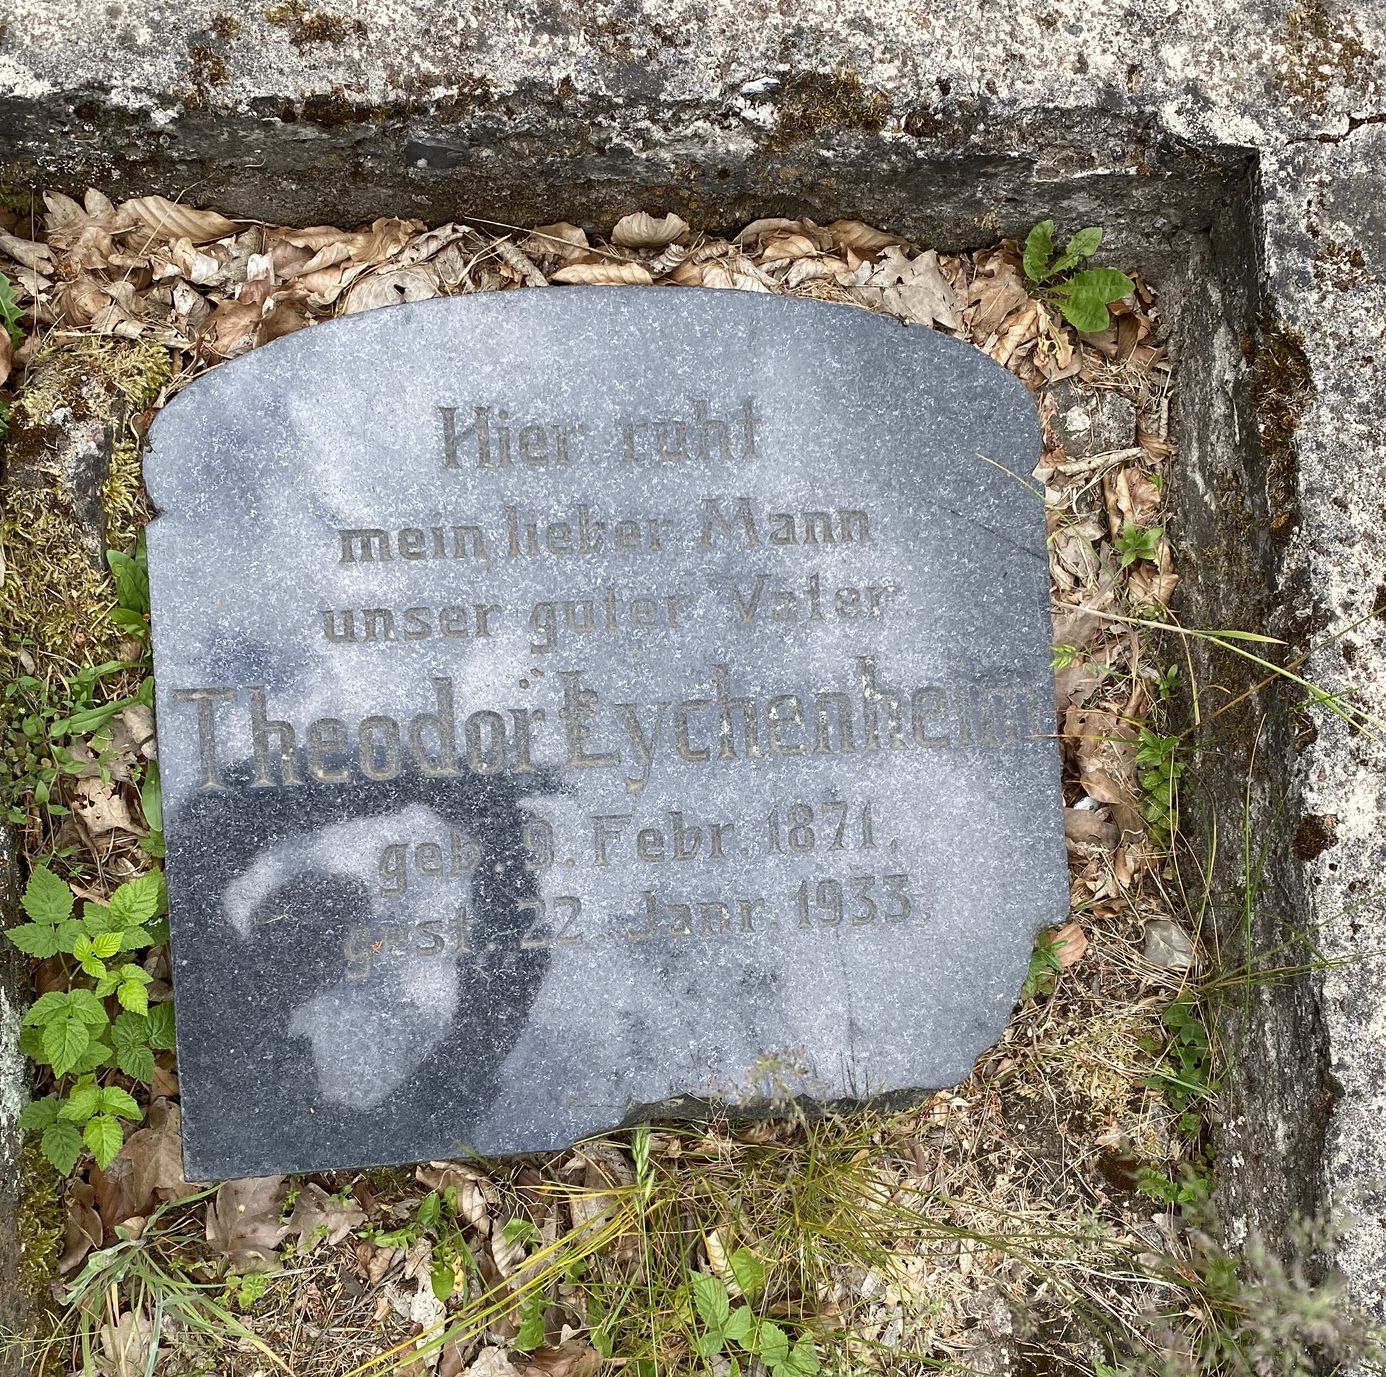 Hier ruht
mein lieber Mann
unser guter Vater
Theodor Lychenheim
geb. 9. Febr. 1871.
gest. 22. Janr. 1933.